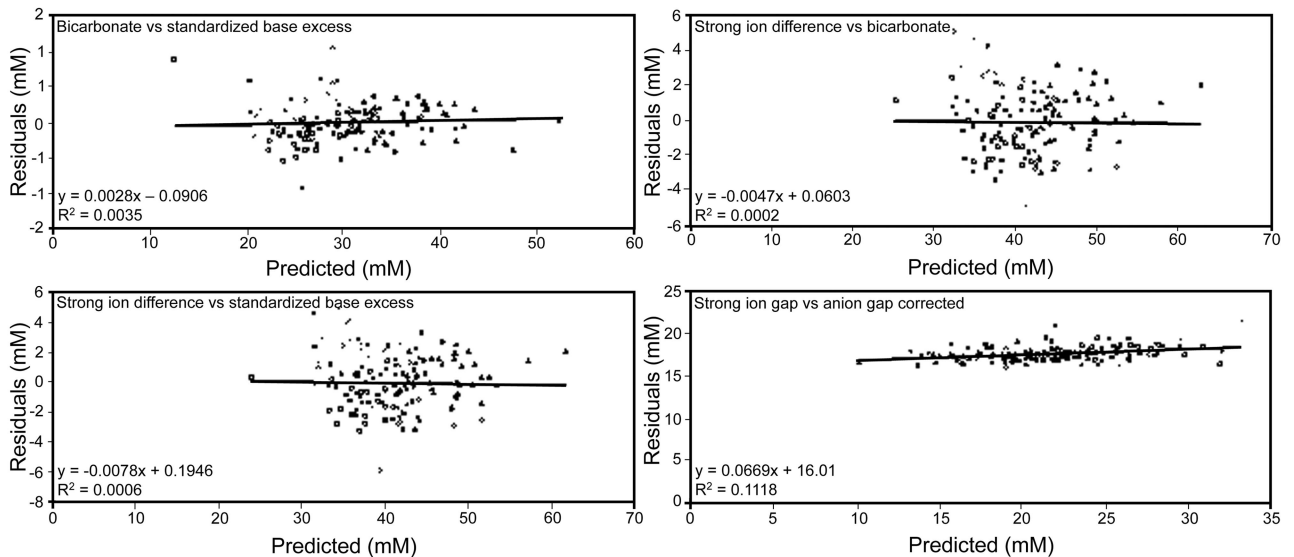 Bicarbonate vs standardized base excess
Residuals (mM)
2
1
1
0
-1
-1
-2
y = 0.0028x – 0.0906
R² = 0.0035
0 10 20 30 40 50 60
Predicted (mM)
Strong ion difference vs bicarbonate
Residuals (mM)
6
4
2
0
-2
-4
-6
y = -0.0047x + 0.0603
R² = 0.0002
0 10 20 30 40 50 60 70
Predicted (mM)
Strong ion difference vs standardized base excess
Residuals (mM)
6
4
2
0
-2
-4
-6
-8
y = -0.0078x + 0.1946
R² = 0.0006
0 10 20 30 40 50 60 70
Predicted (mM)
Strong ion gap vs anion gap corrected
Residuals (mM)
25
20
15
10
5
0
y = 0.0669x + 16.01
R² = 0.1118
0 5 10 15 20 25 30 35
Predicted (mM)